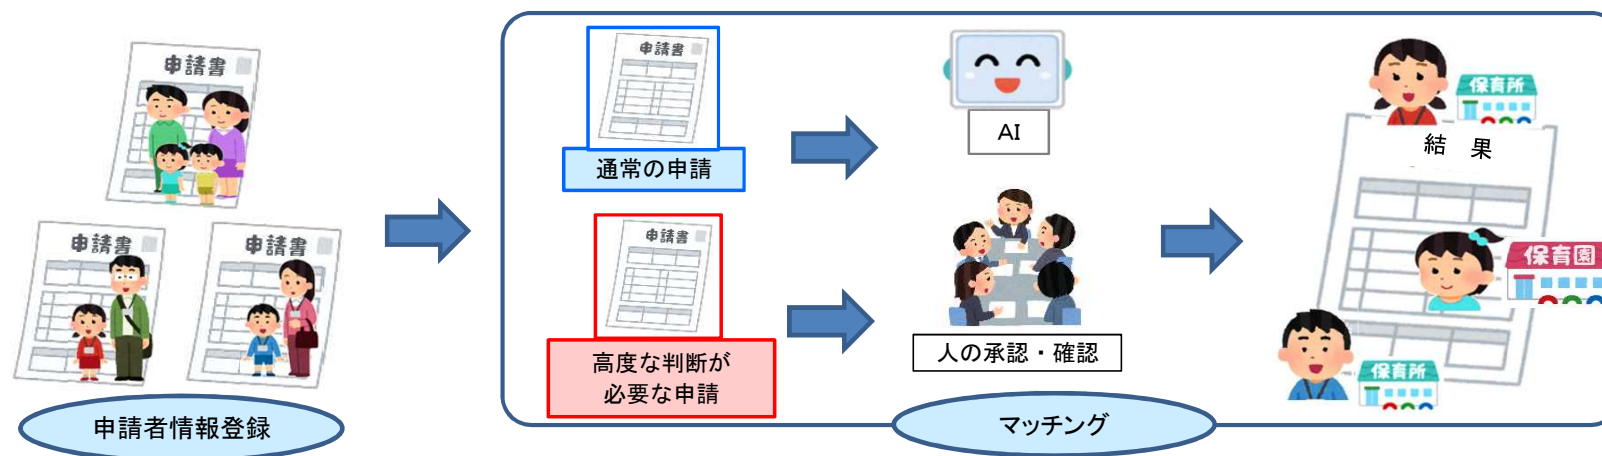 申請書
申請書
申請書
申請者情報登録
申請書
通常の申請
申請書
高度な判断が
必要な申請
AI
人の承認・確認
マッチング
保育所
結　果
保育園
保育所